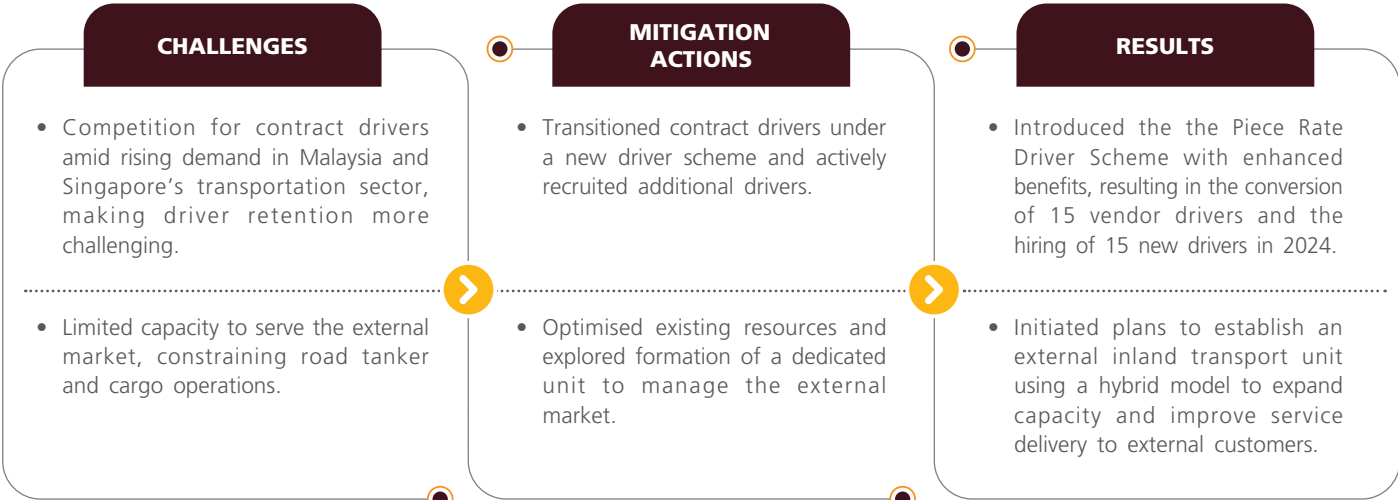 CHALLENGES
• Competition for contract drivers
amid rising demand in Malaysia and
Singapore’s transportation sector,
making driver retention more
challenging.
• Limited capacity to serve the external
market, constraining road tanker
and cargo operations.
MITIGATION
ACTIONS
• Transitioned contract drivers under
a new driver scheme and actively
recruited additional drivers.
• Optimised existing resources and
explored formation of a dedicated
unit to manage the external
market.
RESULTS
• Introduced the the Piece Rate
Driver Scheme with enhanced
benefits, resulting in the conversion
of 15 vendor drivers and the
hiring of 15 new drivers in 2024.
• Initiated plans to establish an
external inland transport unit
using a hybrid model to expand
capacity and improve service
delivery to external customers.